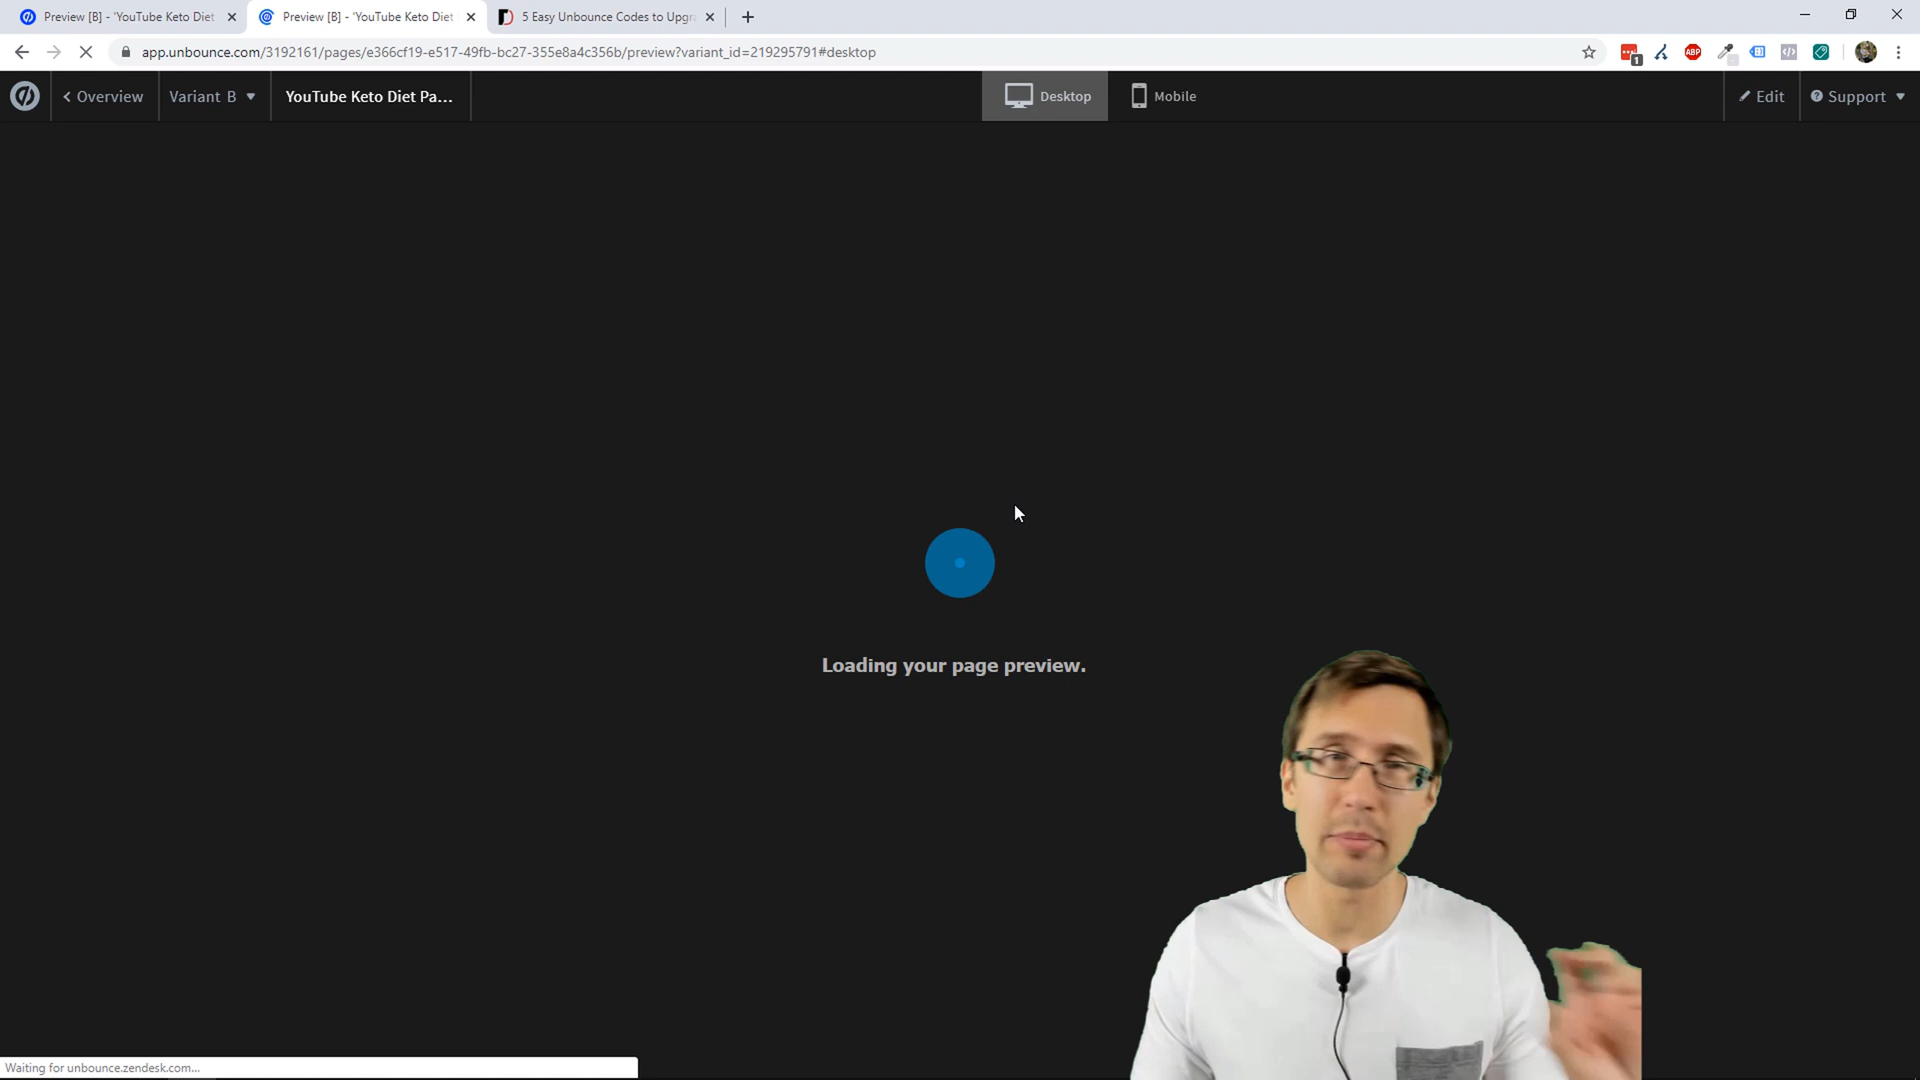 Preview [B] - 'YouTube Keto Diet
Preview [B] - 'YouTube Keto Diet
5 Easy Unbounce Codes to Upgr
app.unbounce.com/3192161/pages/e366cf19-e517-49fb-bc27-355e8a4c356b/preview?variant_id=219295791#desktop
1
ABP
Overview
Variant B
YouTube Keto Diet Pa...
Desktop
Mobile
Edit
Support
Loading your page preview.
Waiting for unbounce.zendesk.com...